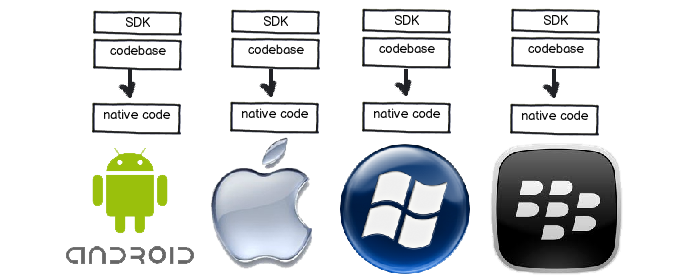 SDK SDK SDK SDK
codebase codebase codebase codebase
native code native code native code native code
ANDROID